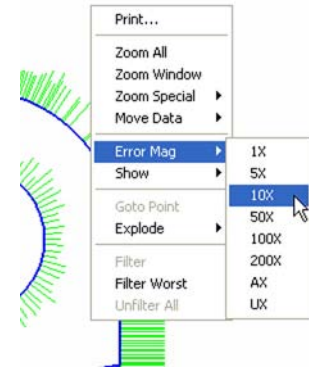 Print...
Zoom All
Zoom Window
Zoom Special
Move Data
Error Mag
Show
Goto Point
Explode
Filter
Filter Worst
Unfilter All
1X
5X
10X
50X
100X
200X
AX
UX